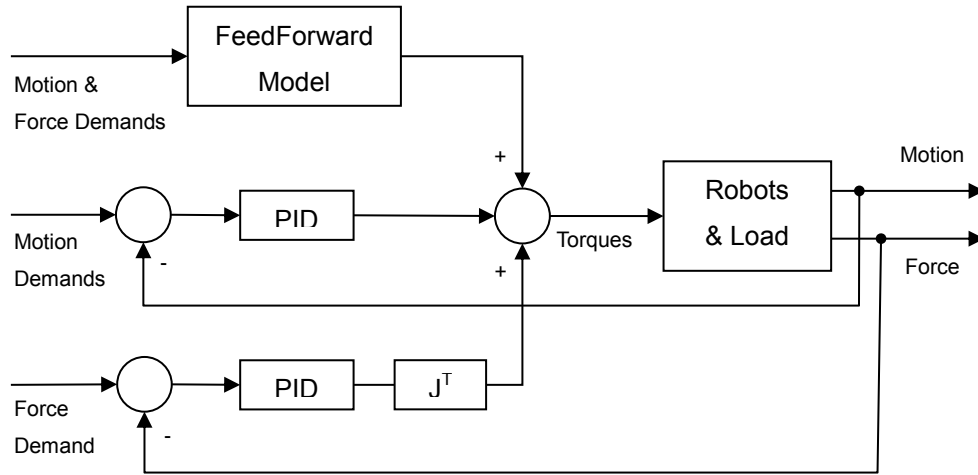 FeedForward
Model
Motion &
Force Demands
+
Motion
PID
Robots
& Load
Motion
Demands
-
Torques
+
Force
PID
J^T
Force
Demand
-